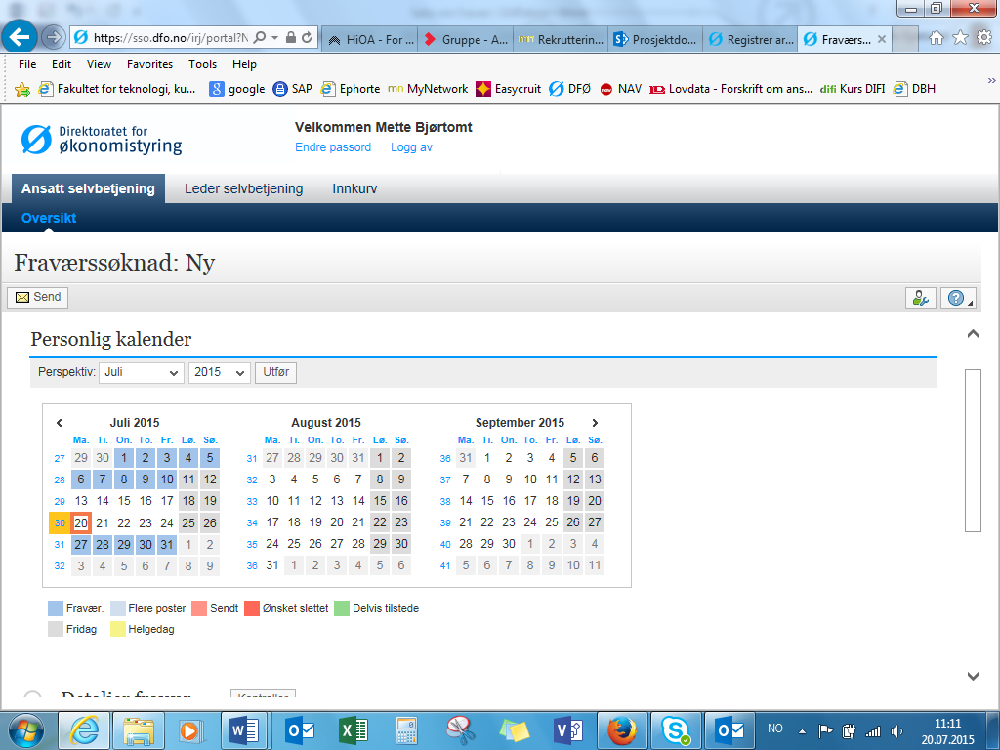 https://sso.dfo.no/irj/portal?N
HiOA - For ...
Gruppe - A...
Rekrutterin...
Prosjektdo...
Registrer ar...
Fraværs...
File Edit View Favorites Tools Help
Fakultet for teknologi, ku... google SAP Ephorte MyNetwork Easycruit DFØ NAV Lovdata - Forskrift om ans... difi Kurs DIFI DBH
Direktoratet for
økonomistyring
Velkommen Mette Bjørtomt
Endre passord Logg av
Ansatt selvbetjening Leder selvbetjening Innkurv
Oversikt
Fraværssøknad: Ny
Send
Personlig kalender
Perspektiv: Juli 2015 Utfør
Juli 2015
Ma. Ti. On. To. Fr. Lø. Sø.
27 29 30 1 2 3 4 5
28 6 7 8 9 10 11 12
29 13 14 15 16 17 18 19
30 20 21 22 23 24 25 26
31 27 28 29 30 31 1 2
32 3 4 5 6 7 8 9
August 2015
Ma. Ti. On. To. Fr. Lø. Sø.
31 27 28 29 30 31 1 2
32 3 4 5 6 7 8 9
33 10 11 12 13 14 15 16
34 17 18 19 20 21 22 23
35 24 25 26 27 28 29 30
36 31 1 2 3 4 5 6
September 2015
Ma. Ti. On. To. Fr. Lø. Sø.
36 31 1 2 3 4 5 6
37 7 8 9 10 11 12 13
38 14 15 16 17 18 19 20
39 21 22 23 24 25 26 27
40 28 29 30 1 2 3 4
41 5 6 7 8 9 10 11
Fravær. Flere poster Sendt Ønsket slettet Delvis tilstede
Fridag Helgedag
Detaljer fravær Kontroller
NO
11:11
20.07.2015